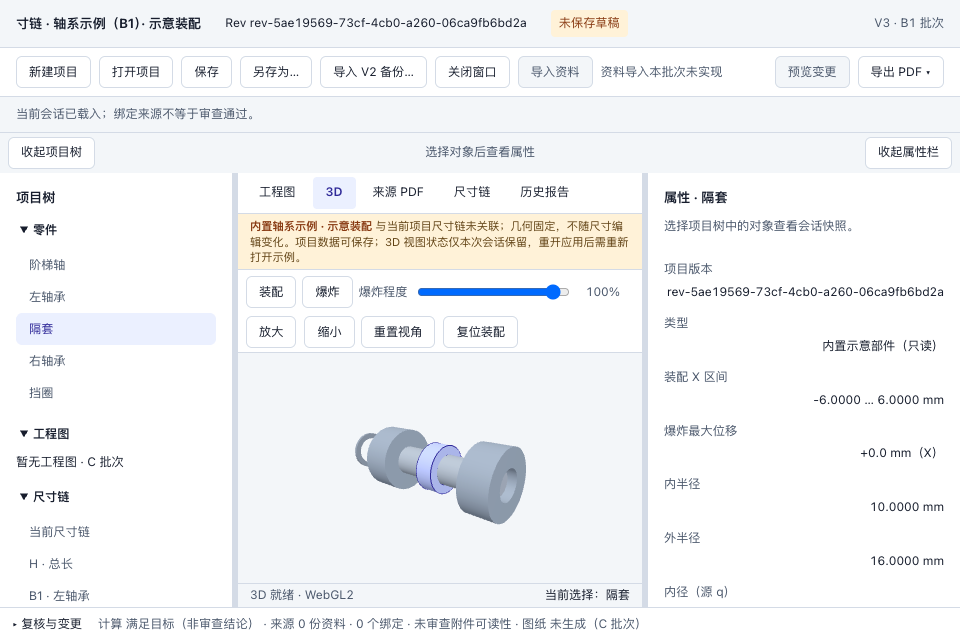 寸链 · 轴系示例（B1）· 示意装配 Rev rev-5ae19569-73cf-4cb0-a260-06ca9fb6bd2a 未保存草稿 V3 · B1 批次
新建项目 打开项目 保存 另存为… 导入 V2 备份… 关闭窗口 导入资料 资料导入本批次未实现 预览变更 导出 PDF ▾
当前会话已载入；绑定来源不等于审查通过。
收起项目树 选择对象后查看属性 收起属性栏
项目树
▼ 零件
阶梯轴
左轴承
隔套
右轴承
挡圈
▼ 工程图
暂无工程图 · C 批次
▼ 尺寸链
当前尺寸链
H · 总长
B1 · 左轴承
工程图 3D 来源 PDF 尺寸链 历史报告
内置轴系示例 · 示意装配 与当前项目尺寸链未关联；几何固定，不随尺寸编
辑变化。项目数据可保存；3D 视图状态仅本次会话保留，重开应用后需重新
打开示例。
装配 爆炸 爆炸程度 100%
放大 缩小 重置视角 复位装配
3D 就绪 · WebGL2 当前选择：隔套
属性 · 隔套
选择项目树中的对象查看会话快照。
项目版本
rev-5ae19569-73cf-4cb0-a260-06ca9fb6bd2a
类型
内置示意部件（只读）
装配 X 区间
-6.0000 … 6.0000 mm
爆炸最大位移
+0.0 mm（X）
内半径
10.0000 mm
外半径
16.0000 mm
内径（源 q）
▸ 复核与变更 计算 满足目标（非审查结论） · 来源 0 份资料 · 0 个绑定 · 未审查附件可读性 · 图纸 未生成（C 批次）